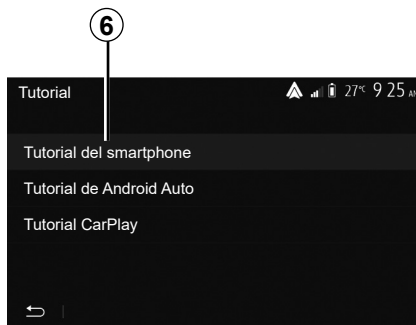 6
Tutorial 27°C 9 25 AM
Tutorial del smartphone
Tutorial de Android Auto
Tutorial CarPlay